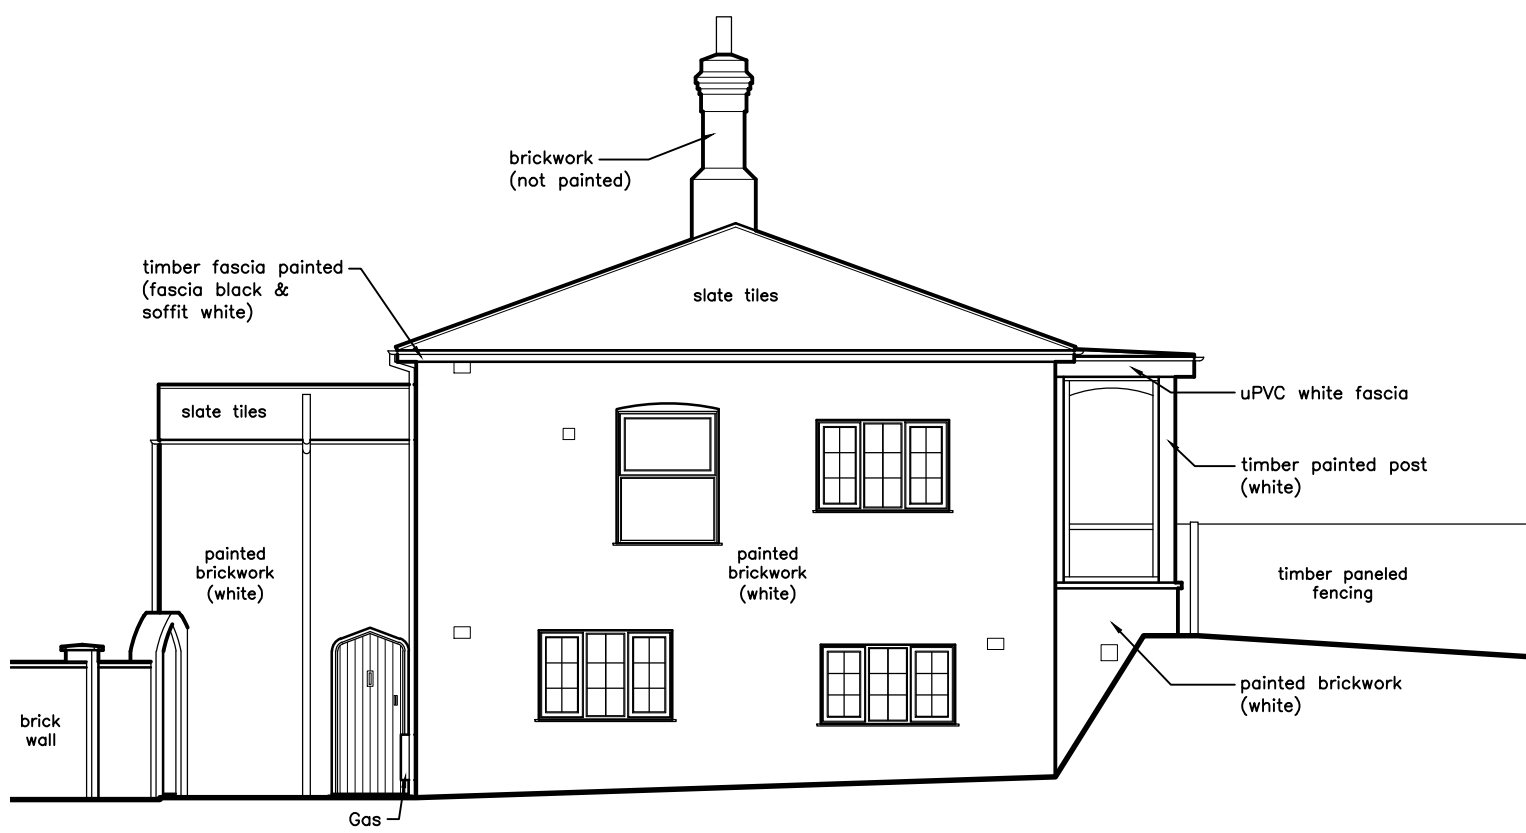 brickwork
(not painted)
timber fascia painted
(fascia black &
soffit white)
slate tiles
slate tiles
uPVC white fascia
timber painted post
(white)
painted
brickwork
(white)
painted
brickwork
(white)
timber paneled
fencing
painted brickwork
(white)
brick
wall
Gas